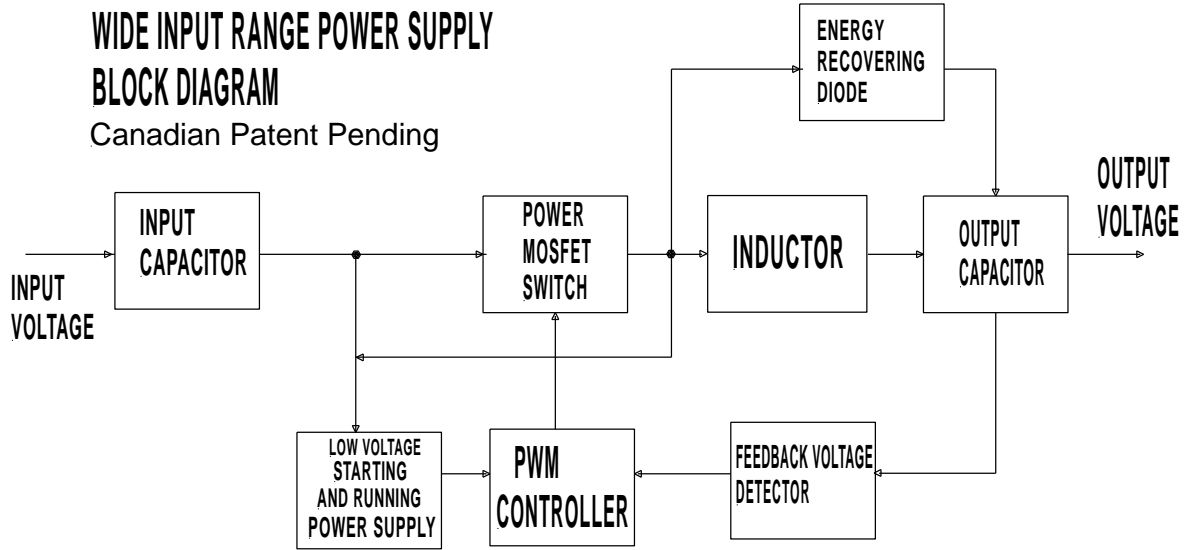 WIDE INPUT RANGE POWER SUPPLY
BLOCK DIAGRAM
Canadian Patent Pending
ENERGY
RECOVERING
DIODE
INPUT
VOLTAGE
INPUT
CAPACITOR
POWER
MOSFET
SWITCH
INDUCTOR
OUTPUT
CAPACITOR
OUTPUT
VOLTAGE
LOW VOLTAGE
STARTING
AND RUNNING
POWER SUPPLY
PWM
CONTROLLER
FEEDBACK VOLTAGE
DETECTOR